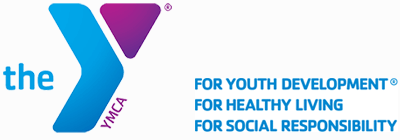 the
YMCA
®
FOR YOUTH DEVELOPMENT®
FOR HEALTHY LIVING
FOR SOCIAL RESPONSIBILITY